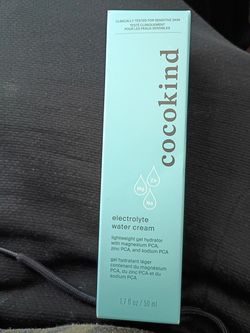 CLINICALLY TESTED FOR SENSITIVE SKIN
TESTÉ CLINIQUEMENT
POUR LES PEAUX SENSIBLES
cocokind
Zn
Mg
Na
electrolyte
water cream
lightweight gel hydrator
with magnesium PCA,
zinc PCA, and sodium PCA
gel hydratant léger
contenant du magnésium
PCA, du zinc PCA et du
sodium PCA
1.7 fl oz / 50 ml